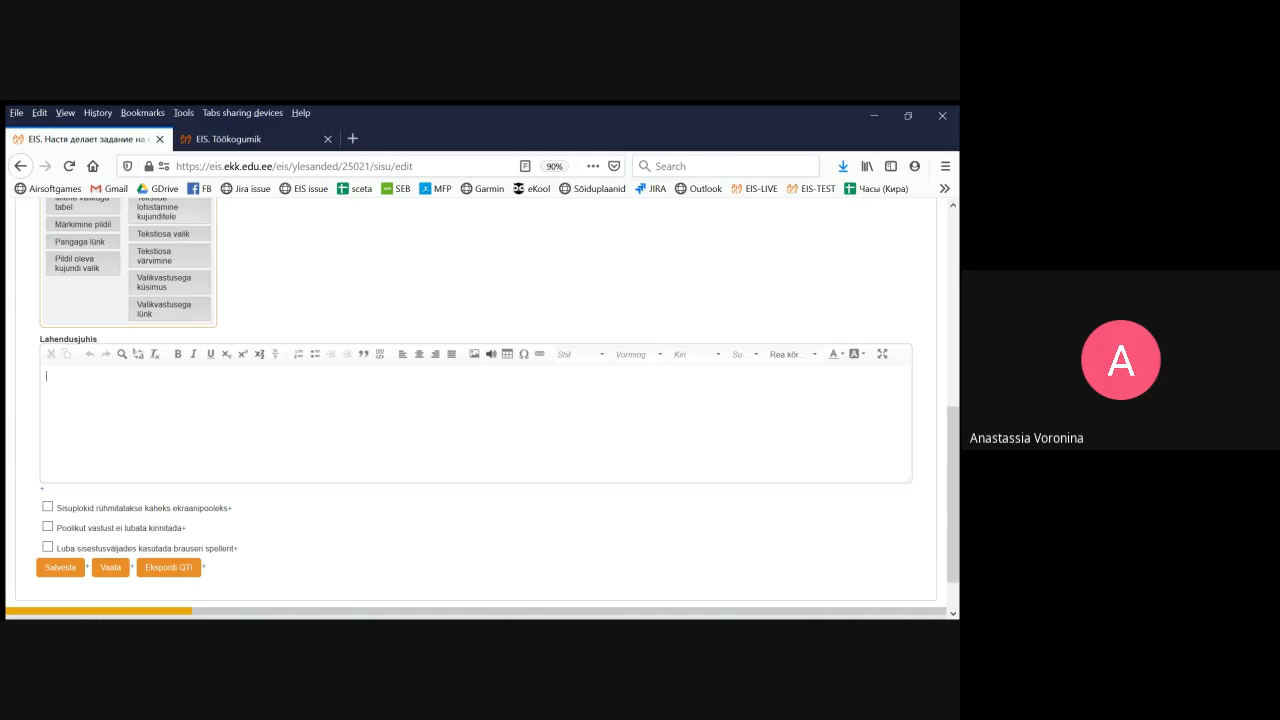 File Edit View History Bookmarks Tools Tabs sharing devices Help
EIS. Настя делает задание на
EIS. Töökogumik
https://eis.ekk.edu.ee/eis/ylesanded/25021/sisu/edit
90%
Search
Airsoftgames Gmail GDrive FB Jira issue EIS issue sceta SEB MFP Garmin eKool Sõiduplaanid JIRA Outlook EIS-LIVE EIS-TEST Часы (Кира)
Mitme valikuga
tabel
Märkimine pildil
Pangaga lünk
Pildil oleva
kujundi valik
Tekstide
lohistamine
kujunditele
Tekstiosa valik
Tekstiosa
värvimine
Valikvastusega
küsimus
Valikvastusega
lünk
Lahendusjuhis
Stiil Vorming Kiri Su... Rea kõr...
+
Sisuplokid rühmitatakse kaheks ekraanipooleks+
Poolikut vastust ei lubata kinnitada+
Luba sisestusväljades kasutada brauseri spellerit+
Salvesta + Vaata + Ekspordi QTI +
A
Anastassia Voronina